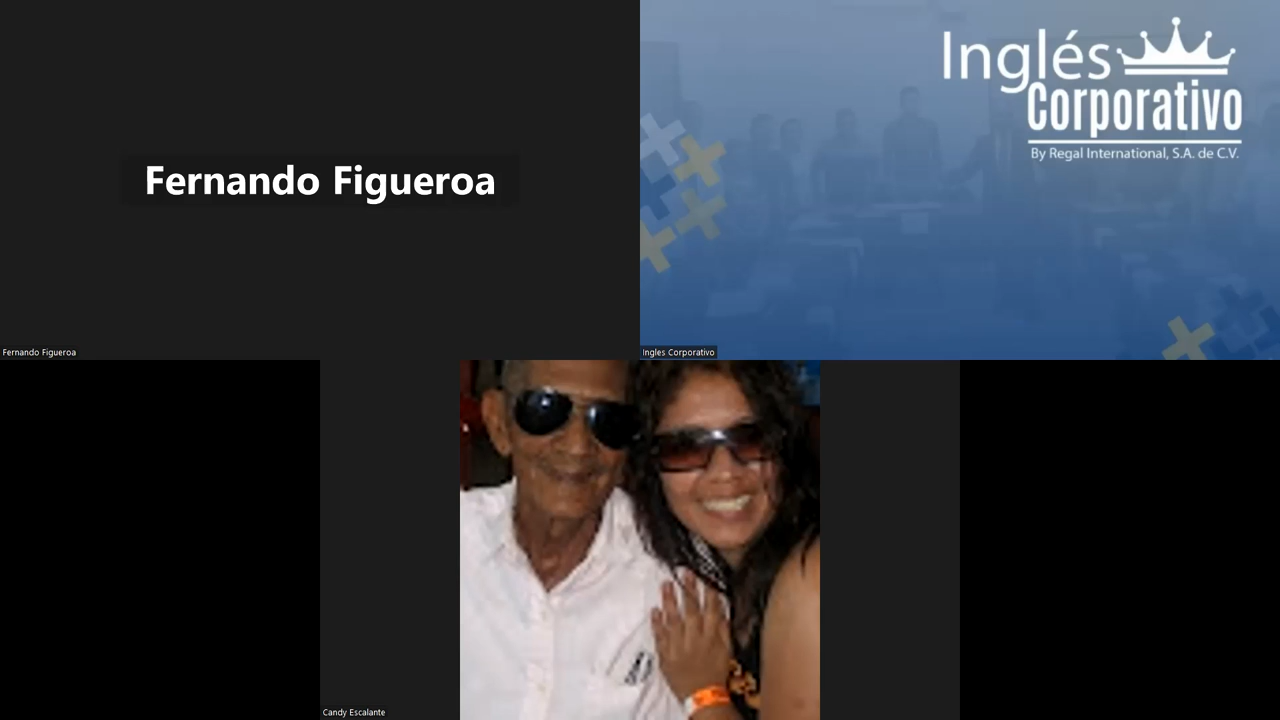 Fernando Figueroa
Fernando Figueroa
Inglés
Corporativo
By Regal International, S.A. de C.V.
Ingles Corporativo
Candy Escalante